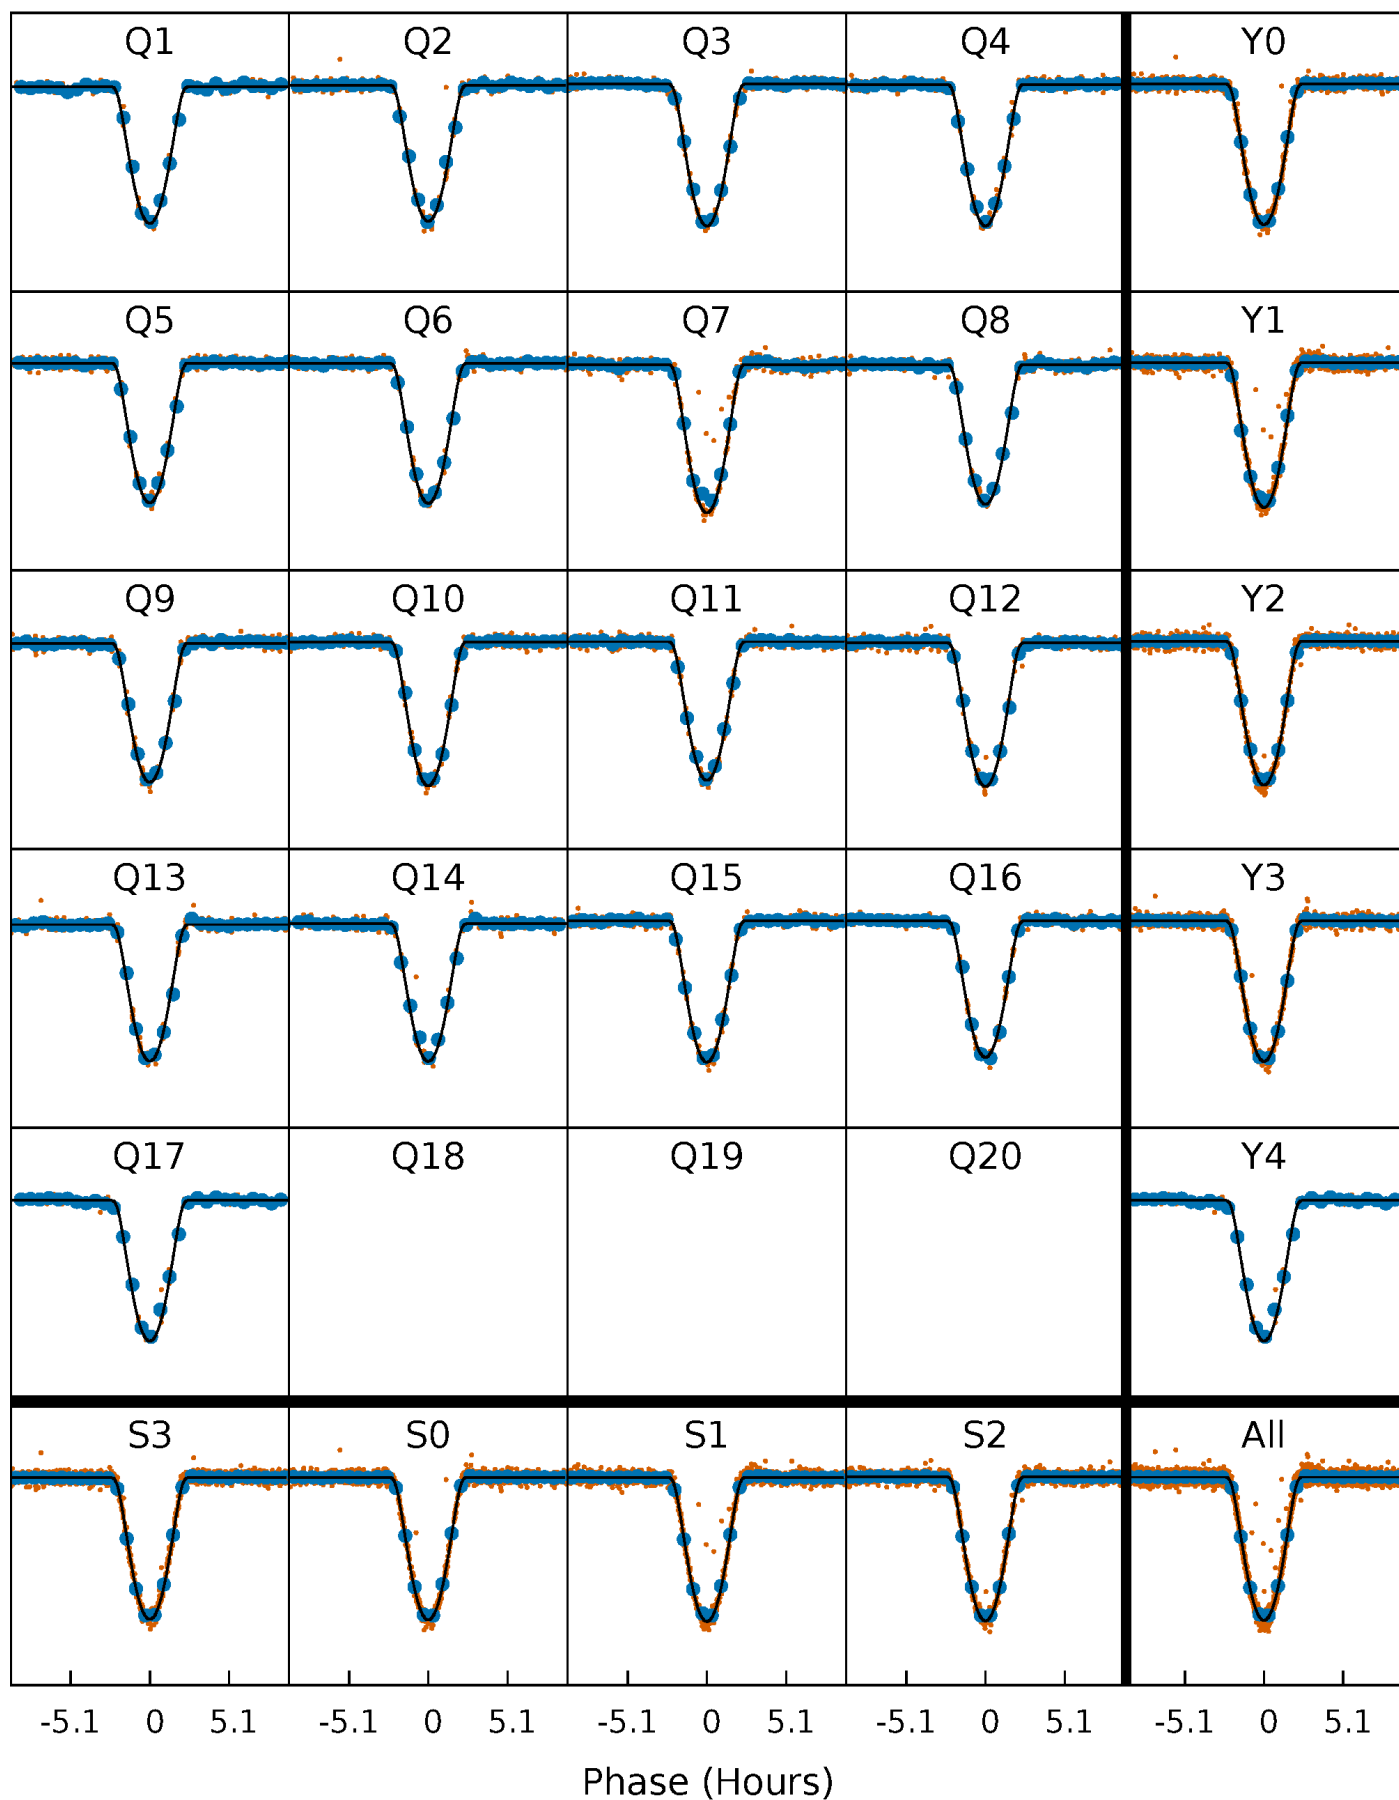 Q1 Q2 Q3 Q4 Y0
Q5 Q6 Q7 Q8 Y1
Q9 Q10 Q11 Q12 Y2
Q13 Q14 Q15 Q16 Y3
Q17 Q18 Q19 Q20 Y4
S3 S0 S1 S2 All
-5.1 0 5.1 -5.1 0 5.1 -5.1 0 5.1 -5.1 0 5.1 -5.1 0 5.1
Phase (Hours)